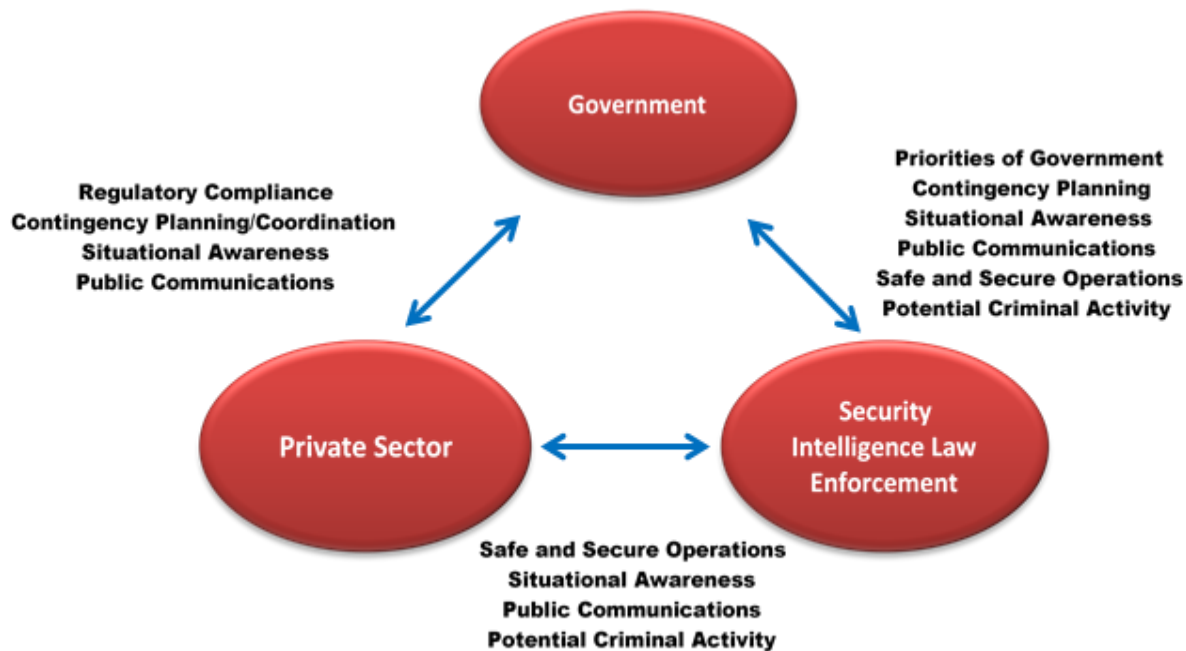 Government
Regulatory Compliance
Contingency Planning/Coordination
Situational Awareness
Public Communications
Priorities of Government
Contingency Planning
Situational Awareness
Public Communications
Safe and Secure Operations
Potential Criminal Activity
Private Sector
Security
Intelligence Law
Enforcement
Safe and Secure Operations
Situational Awareness
Public Communications
Potential Criminal Activity